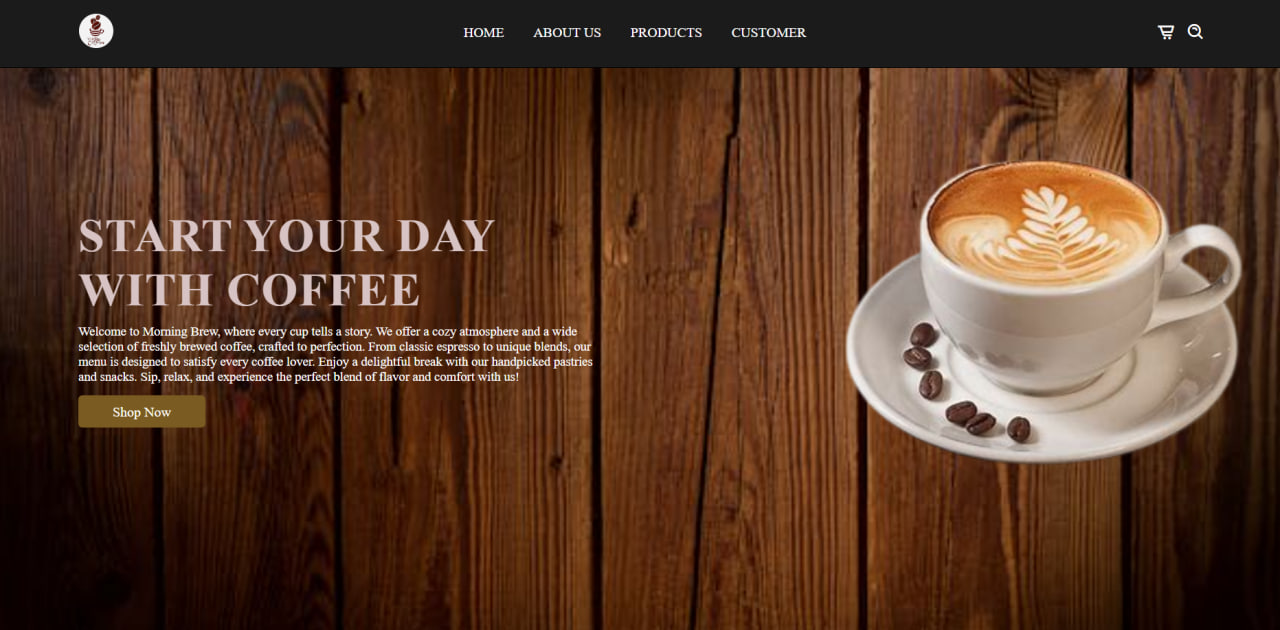 HOME ABOUT US PRODUCTS CUSTOMER
START YOUR DAY
WITH COFFEE
Welcome to Morning Brew, where every cup tells a story. We offer a cozy atmosphere and a wide
selection of freshly brewed coffee, crafted to perfection. From classic espresso to unique blends, our
menu is designed to satisfy every coffee lover. Enjoy a delightful break with our handpicked pastries
and snacks. Sip, relax, and experience the perfect blend of flavor and comfort with us!
Shop Now